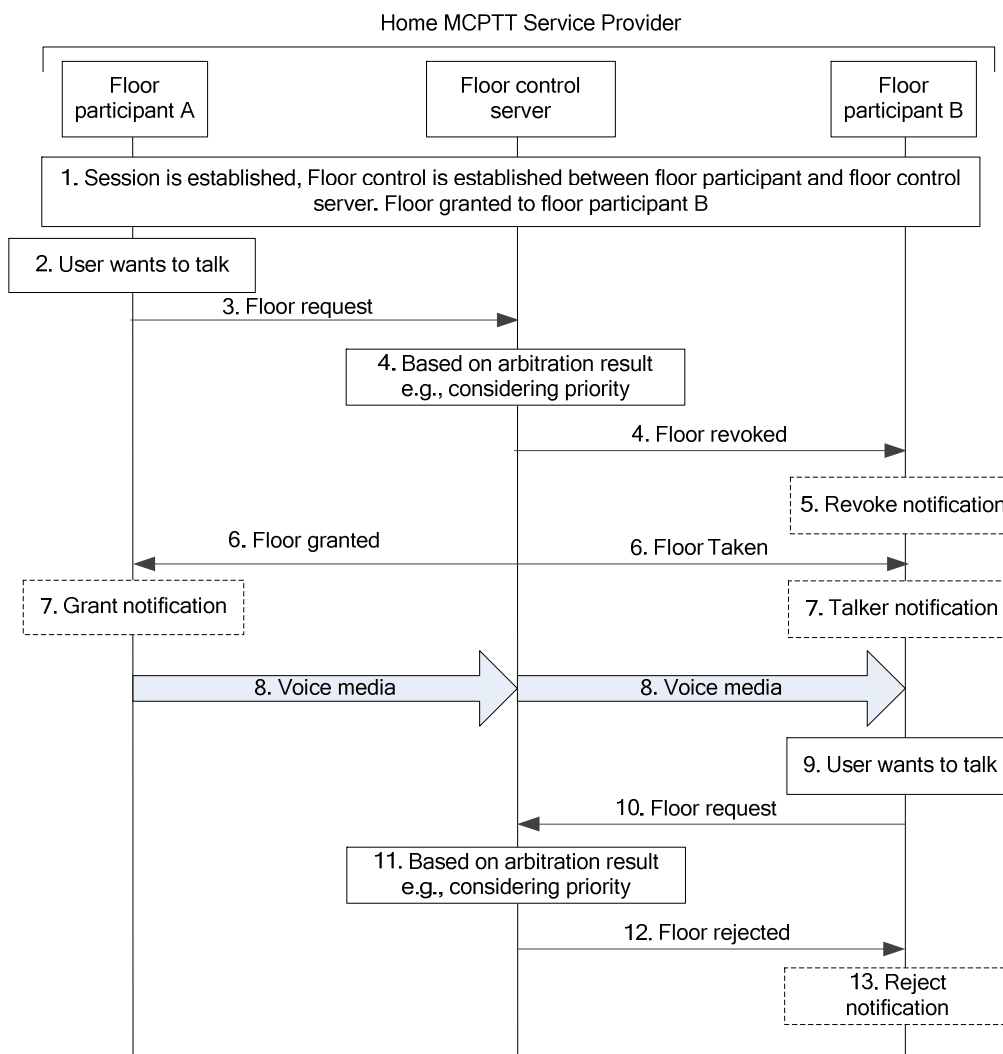 Home MCPTT Service Provider
Floor
participant A
Floor control
server
Floor
participant B
1. Session is established, Floor control is established between floor participant and floor control
server. Floor granted to floor participant B
2. User wants to talk
3. Floor request
4. Based on arbitration result
e.g., considering priority
4. Floor revoked
5. Revoke notification
6. Floor granted
6. Floor Taken
7. Grant notification
7. Talker notification
8. Voice media
8. Voice media
9. User wants to talk
10. Floor request
11. Based on arbitration result
e.g., considering priority
12. Floor rejected
13. Reject
notification